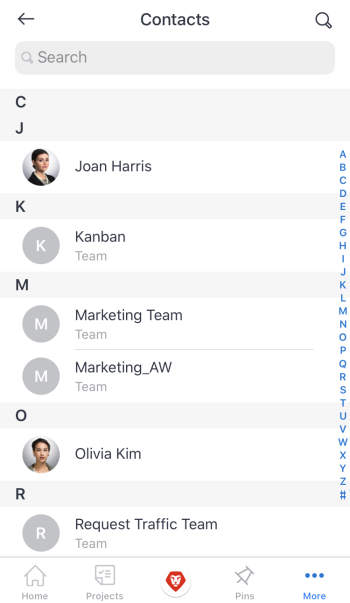 Contacts
Search
C
J
Joan Harris
K
K
Kanban
Team
M
M
Marketing Team
Team
M
Marketing_AW
Team
O
Olivia Kim
R
R
Request Traffic Team
Team
A
B
C
D
E
F
G
H
I
J
K
L
M
N
O
P
Q
R
S
T
U
V
W
X
Y
Z
#
Home
Projects
Pins
More